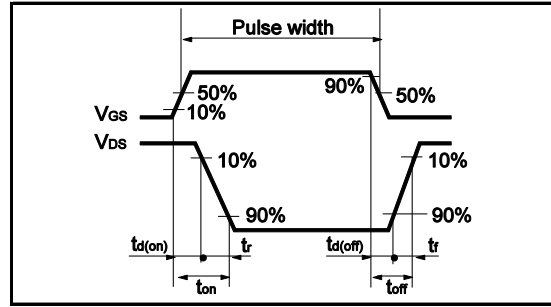 Pulse width
50%
90%
50%
VGS
10%
VDS
10%
10%
90%
90%
td(on)
tr
td(off)
tf
ton
toff